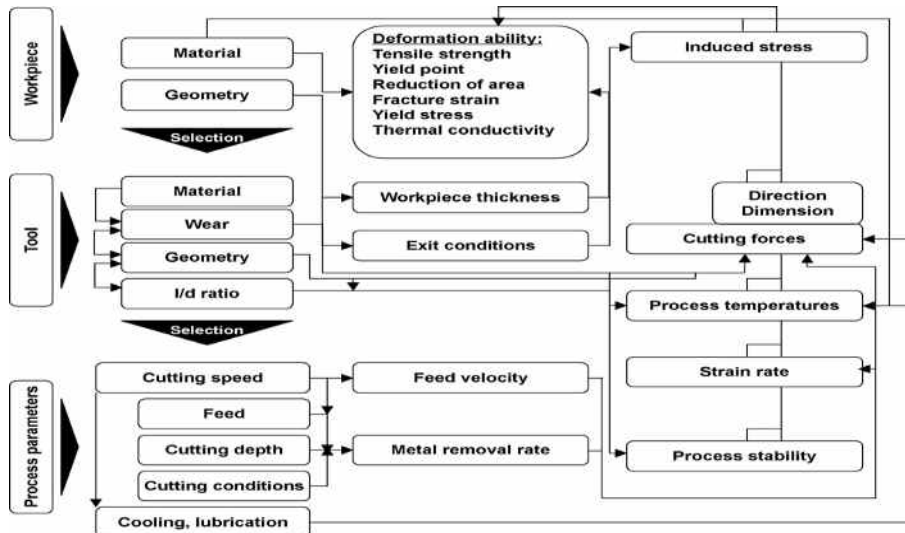 Workpiece
Material
Geometry
Selection
Deformation ability:
Tensile strength
Yield point
Reduction of area
Fracture strain
Yield stress
Thermal conductivity
Induced stress
Tool
Material
Wear
Geometry
l/d ratio
Selection
Workpiece thickness
Exit conditions
Direction
Dimension
Cutting forces
Process temperatures
Strain rate
Process stability
Process parameters
Cutting speed
Feed
Cutting depth
Cutting conditions
Cooling, lubrication
Feed velocity
Metal removal rate